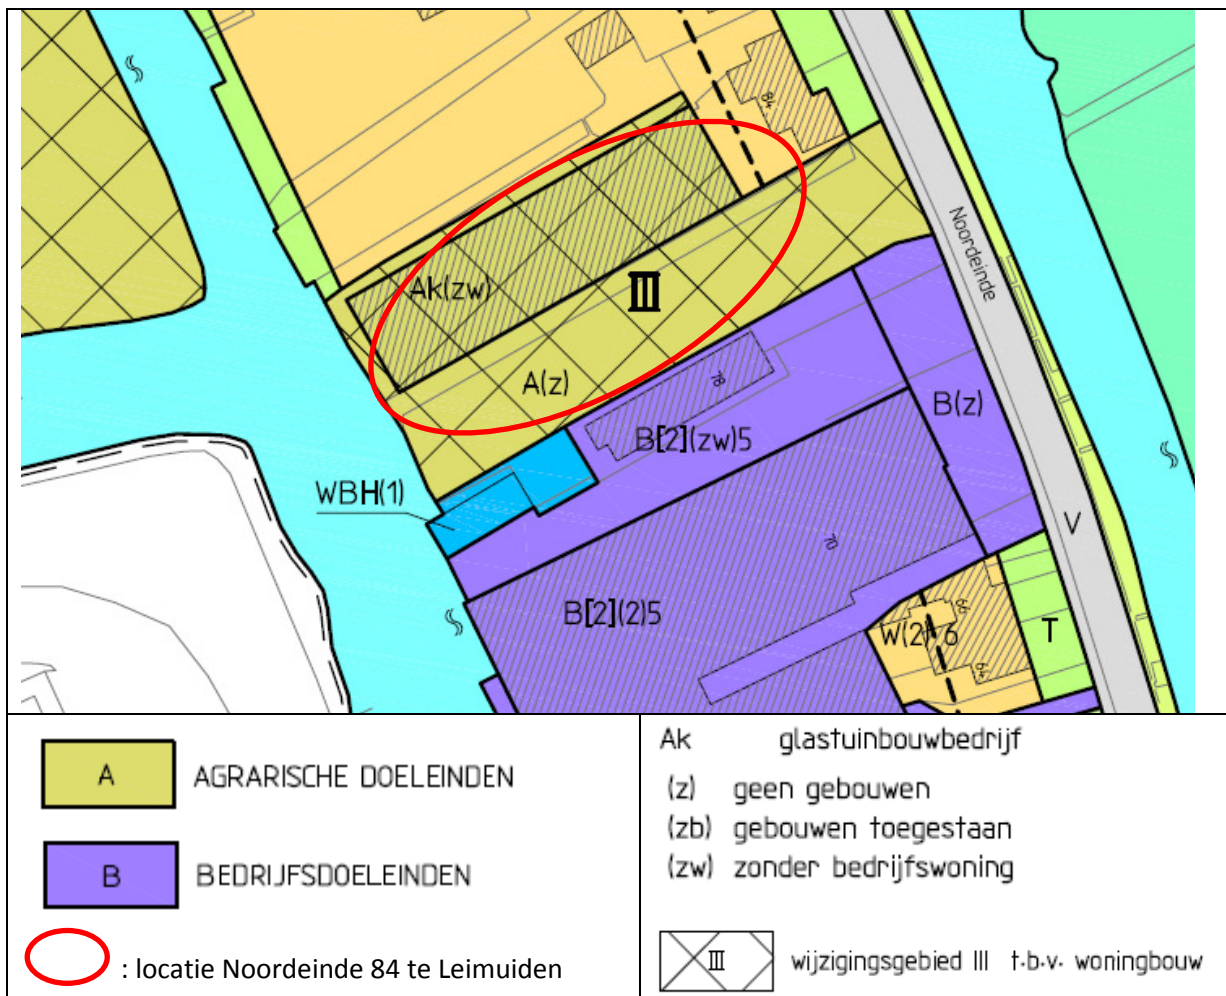 84
Noordeinde
Ak(zw)
III
A(z)
78
B(z)
B[2](zw)5
WBH(1)
70
V
B[2](2)5
66
W(2) 6
T
64
A AGRARISCHE DOELEINDEN
B BEDRIJFSDOELEINDEN
: locatie Noordeinde 84 te Leimuiden
Ak glastuinbouwbedrijf
(z) geen gebouwen
(zb) gebouwen toegestaan
(zw) zonder bedrijfswoning
III wijzigingsgebied III t.b.v. woningbouw